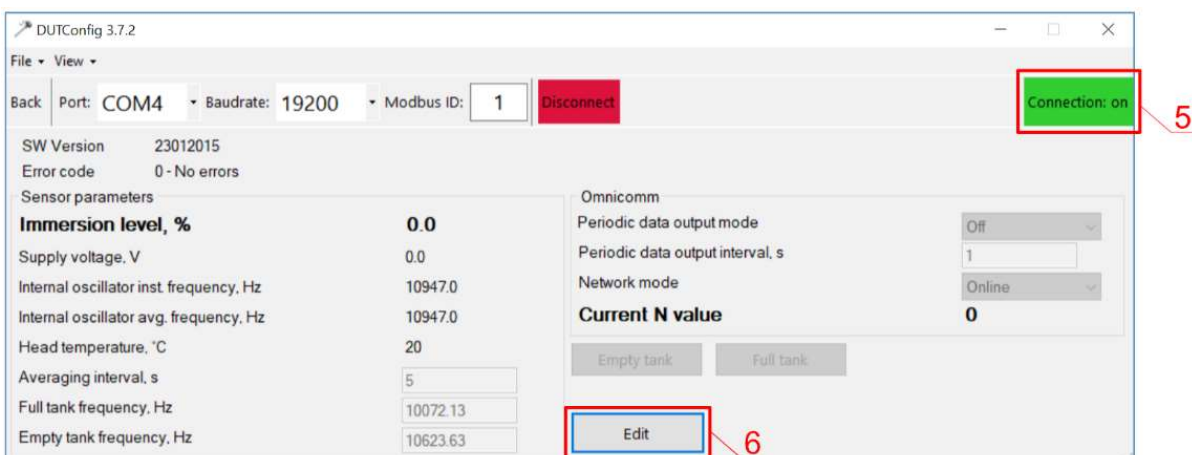 DUTConfig 3.7.2
File View
Back Port: COM4 Baudrate: 19200 Modbus ID: 1 Disconnect Connection: on
5
SW Version 23012015
Error code 0 - No errors
Sensor parameters
Immersion level, % 0.0
Supply voltage, V 0.0
Internal oscillator inst. frequency, Hz 10947.0
Internal oscillator avg. frequency, Hz 10947.0
Head temperature, °C 20
Averaging interval, s 5
Full tank frequency, Hz 10072.13
Empty tank frequency, Hz 10623.63
Omnicomm
Periodic data output mode Off
Periodic data output interval, s 1
Network mode Online
Current N value 0
Empty tank Full tank
Edit
6